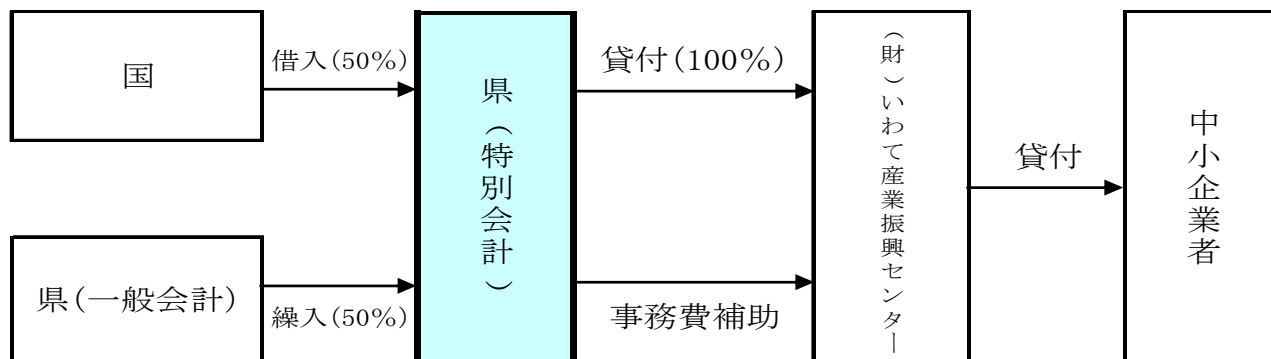 国
借入(50%)
県(特別会計)
貸付(100%)
(財)いわて産業振興センター
貸付
中小企業者
県(一般会計)
繰入(50%)
事務費補助